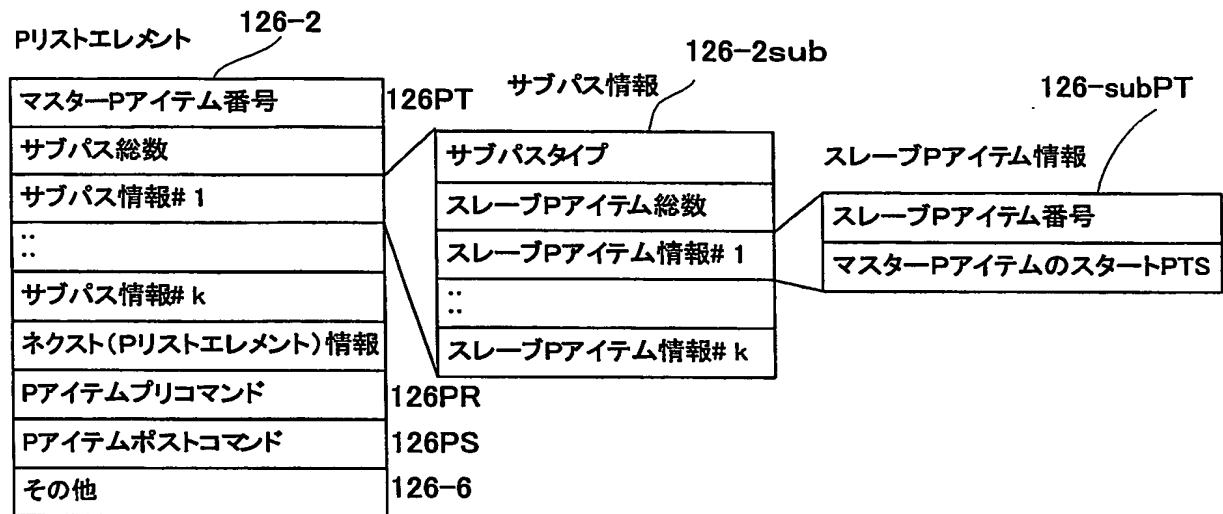 Pリストエレメント
126-2
マスターPアイテム番号
126PT
サブパス総数
サブパス情報#1
::
サブパス情報#k
ネクスト(Pリストエレメント)情報
Pアイテムプリコマンド
126PR
Pアイテムポストコマンド
126PS
その他
126-6
サブパス情報
126-2sub
サブパスタイプ
スレーブPアイテム総数
スレーブPアイテム情報#1
::
スレーブPアイテム情報#k
126-subPT
スレーブPアイテム情報
スレーブPアイテム番号
マスターPアイテムのスタートPTS